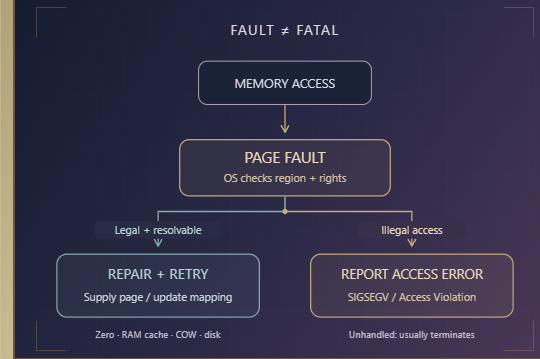 FAULT ≠ FATAL
MEMORY ACCESS
PAGE FAULT
OS checks region + rights
Legal + resolvable
Illegal access
REPAIR + RETRY
Supply page / update mapping
REPORT ACCESS ERROR
SIGSEGV / Access Violation
Zero · RAM cache · COW · disk
Unhandled: usually terminates